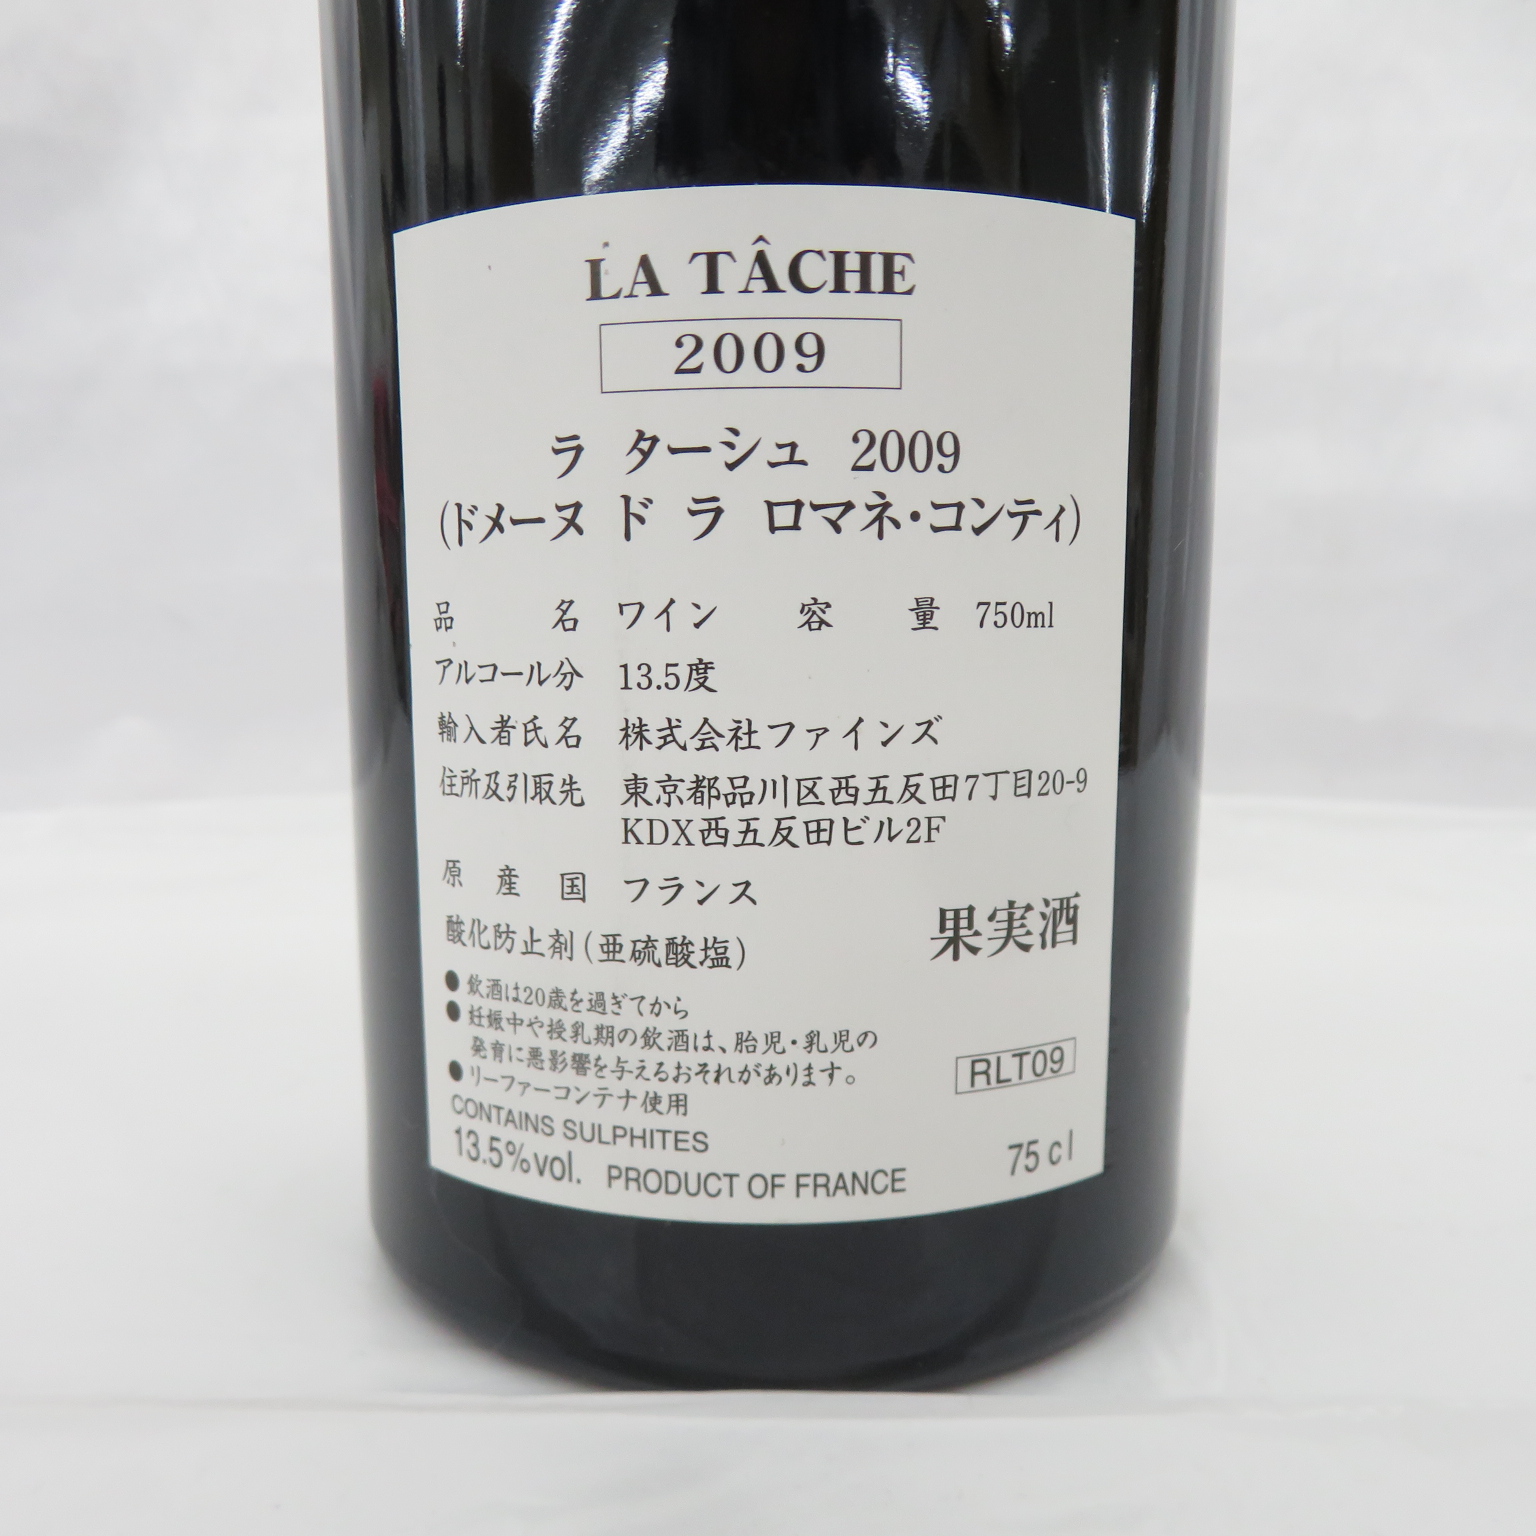 LA TÂCHE
2009
ラ ターシュ 2009
(ドメーヌ ド ラ ロマネ・コンティ)
品名 ワイン 容量 750ml
アルコール分 13.5度
輸入者氏名 株式会社ファインズ
住所及引取先 東京都品川区西五反田7丁目20-9
KDX西五反田ビル2F
原産国 フランス
酸化防止剤(亜硫酸塩)
果実酒
● 飲酒は20歳を過ぎてから
● 妊娠中や授乳期の飲酒は、胎児・乳児の
発育に悪影響を与えるおそれがあります。
● リーファーコンテナ使用
RLT09
CONTAINS SULPHITES
13.5%vol. PRODUCT OF FRANCE 75cl